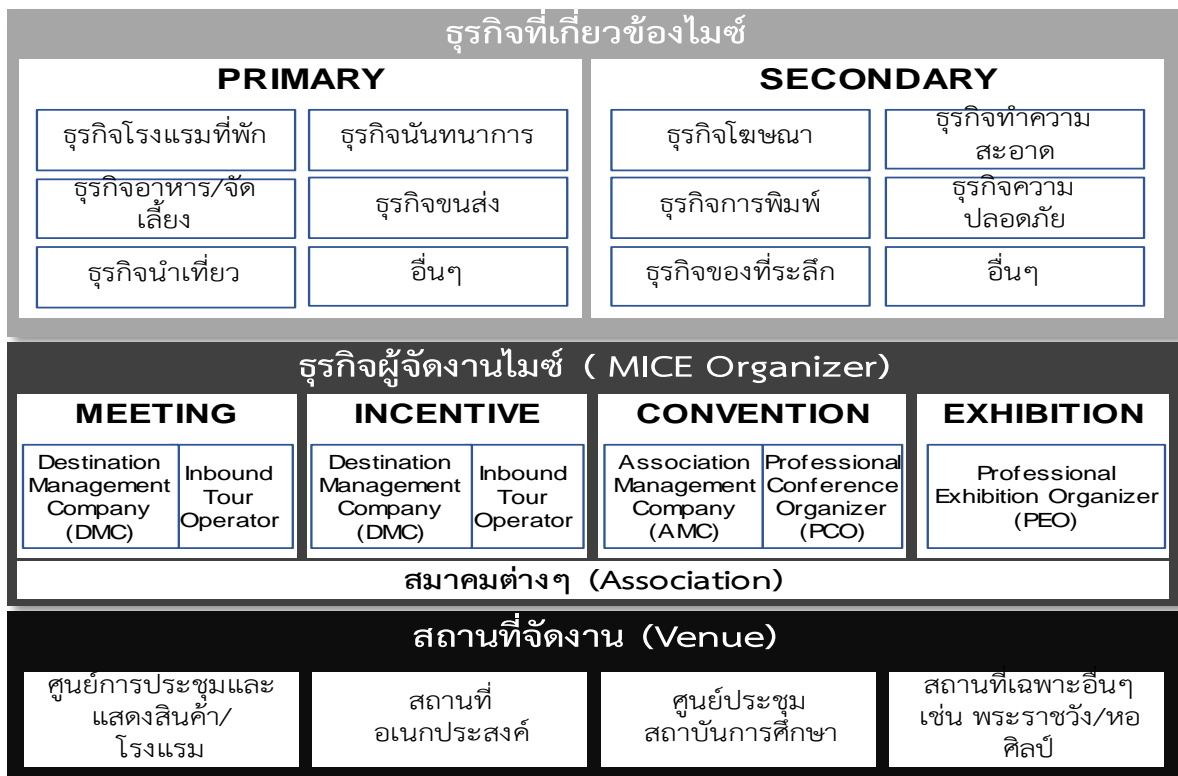 ธุรกิจที่เกี่ยวข้องไมซ์
PRIMARY
ธุรกิจโรงแรมที่พัก
ธุรกิจนันทนาการ
ธุรกิจอาหาร/จัด
เลี้ยง
ธุรกิจขนส่ง
ธุรกิจนำเที่ยว
อื่นๆ
SECONDARY
ธุรกิจโฆษณา
ธุรกิจทำความ
สะอาด
ธุรกิจการพิมพ์
ธุรกิจความ
ปลอดภัย
ธุรกิจของที่ระลึก
อื่นๆ
ธุรกิจผู้จัดงานไมซ์ ( MICE Organizer)
MEETING
Destination
Management
Company
(DMC)
Inbound
Tour
Operator
INCENTIVE
Destination
Management
Company
(DMC)
Inbound
Tour
Operator
CONVENTION
Association
Management
Company
(AMC)
Professional
Conference
Organizer
(PCO)
EXHIBITION
Professional
Exhibition Organizer
(PEO)
สมาคมต่างๆ (Association)
สถานที่จัดงาน (Venue)
ศูนย์การประชุมและ
แสดงสินค้า/
โรงแรม
สถานที่
อเนกประสงค์
ศูนย์ประชุม
สถาบันการศึกษา
สถานที่เฉพาะอื่นๆ
เช่น พระราชวัง/หอ
ศิลป์